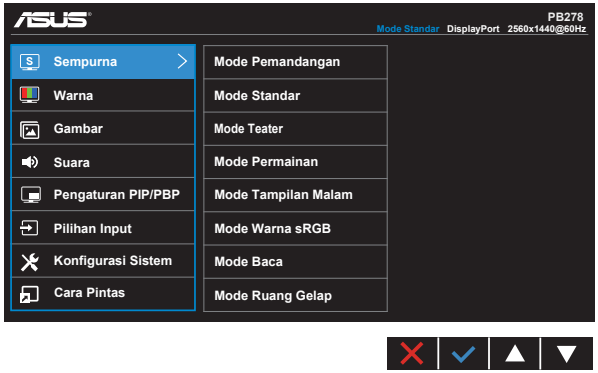 ASUS
PB278
Mode Standar DisplayPort 2560x1440@60Hz
S Sempurna
Warna
Gambar
Suara
Pengaturan PIP/PBP
Pilihan Input
Konfigurasi Sistem
Cara Pintas
Mode Pemandangan
Mode Standar
Mode Teater
Mode Permainan
Mode Tampilan Malam
Mode Warna sRGB
Mode Baca
Mode Ruang Gelap